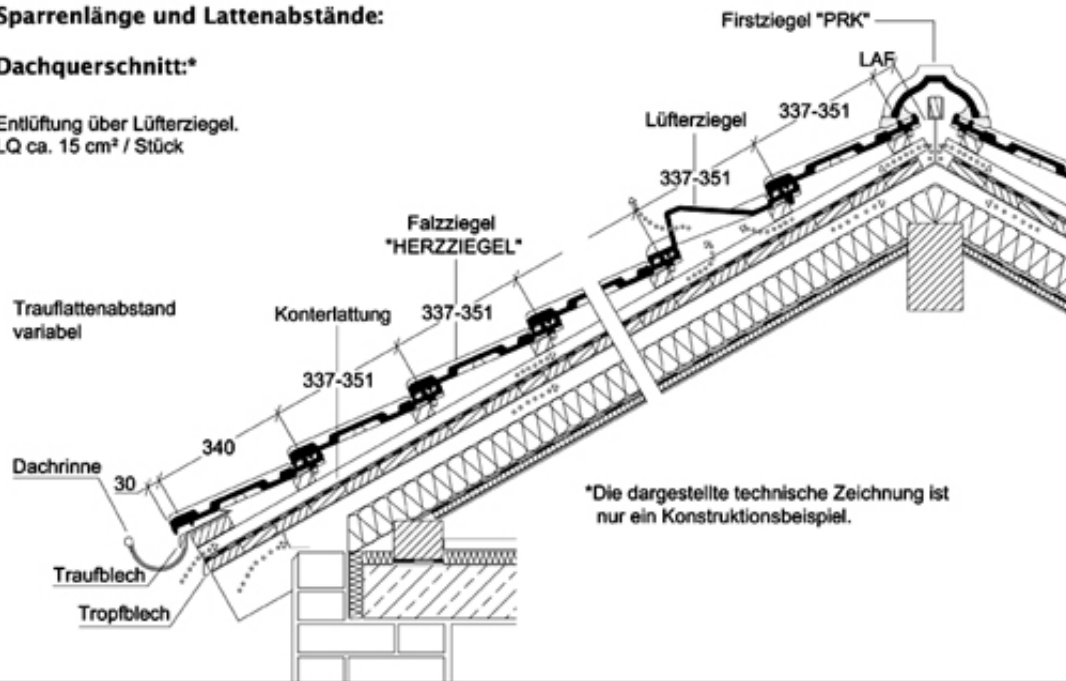 Sparrenlänge und Lattenabstände:
Dachquerschnitt:*
Entlüftung über Lüfterziegel.
LQ ca. 15 cm² / Stück
Firstziegel "PRK"
LAF
337-351
Lüfterziegel
337-351
Falzziegel
"HERZZIEGEL"
337-351
Trauflattenabstand
variabel
Konterlattung
337-351
340
Dachrinne
30
*Die dargestellte technische Zeichnung ist
nur ein Konstruktionsbeispiel.
Traufblech
Tropfblech